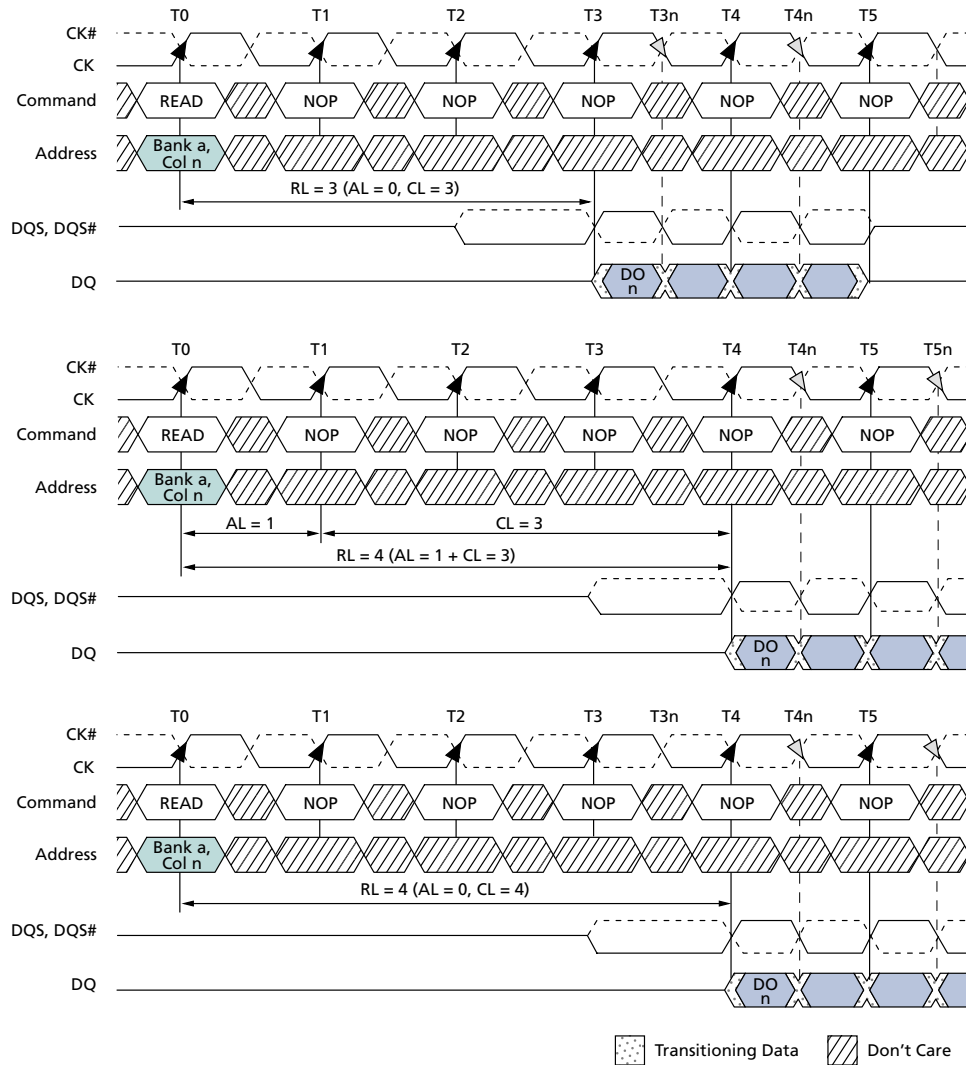 T0 T1 T2 T3 T3n T4 T4n T5
CK#
CK
Command READ NOP NOP NOP NOP NOP
Address Bank a,
Col n
RL = 3 (AL = 0, CL = 3)
DQS, DQS#
DQ DO
n
T0 T1 T2 T3 T4 T4n T5 T5n
CK#
CK
Command READ NOP NOP NOP NOP NOP
Address Bank a,
Col n
AL = 1 CL = 3
RL = 4 (AL = 1 + CL = 3)
DQS, DQS#
DQ DO
n
T0 T1 T2 T3 T3n T4 T4n T5
CK#
CK
Command READ NOP NOP NOP NOP NOP
Address Bank a,
Col n
RL = 4 (AL = 0, CL = 4)
DQS, DQS#
DQ DO
n
Transitioning Data Don't Care